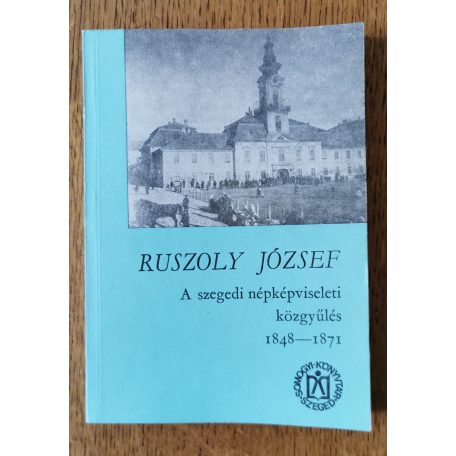 RUSZOLY JÓZSEF
A szegedi népképviseleti
közgyűlés
1848—1871
SOMOGYI-KÖNYVTÁR
SZEGED